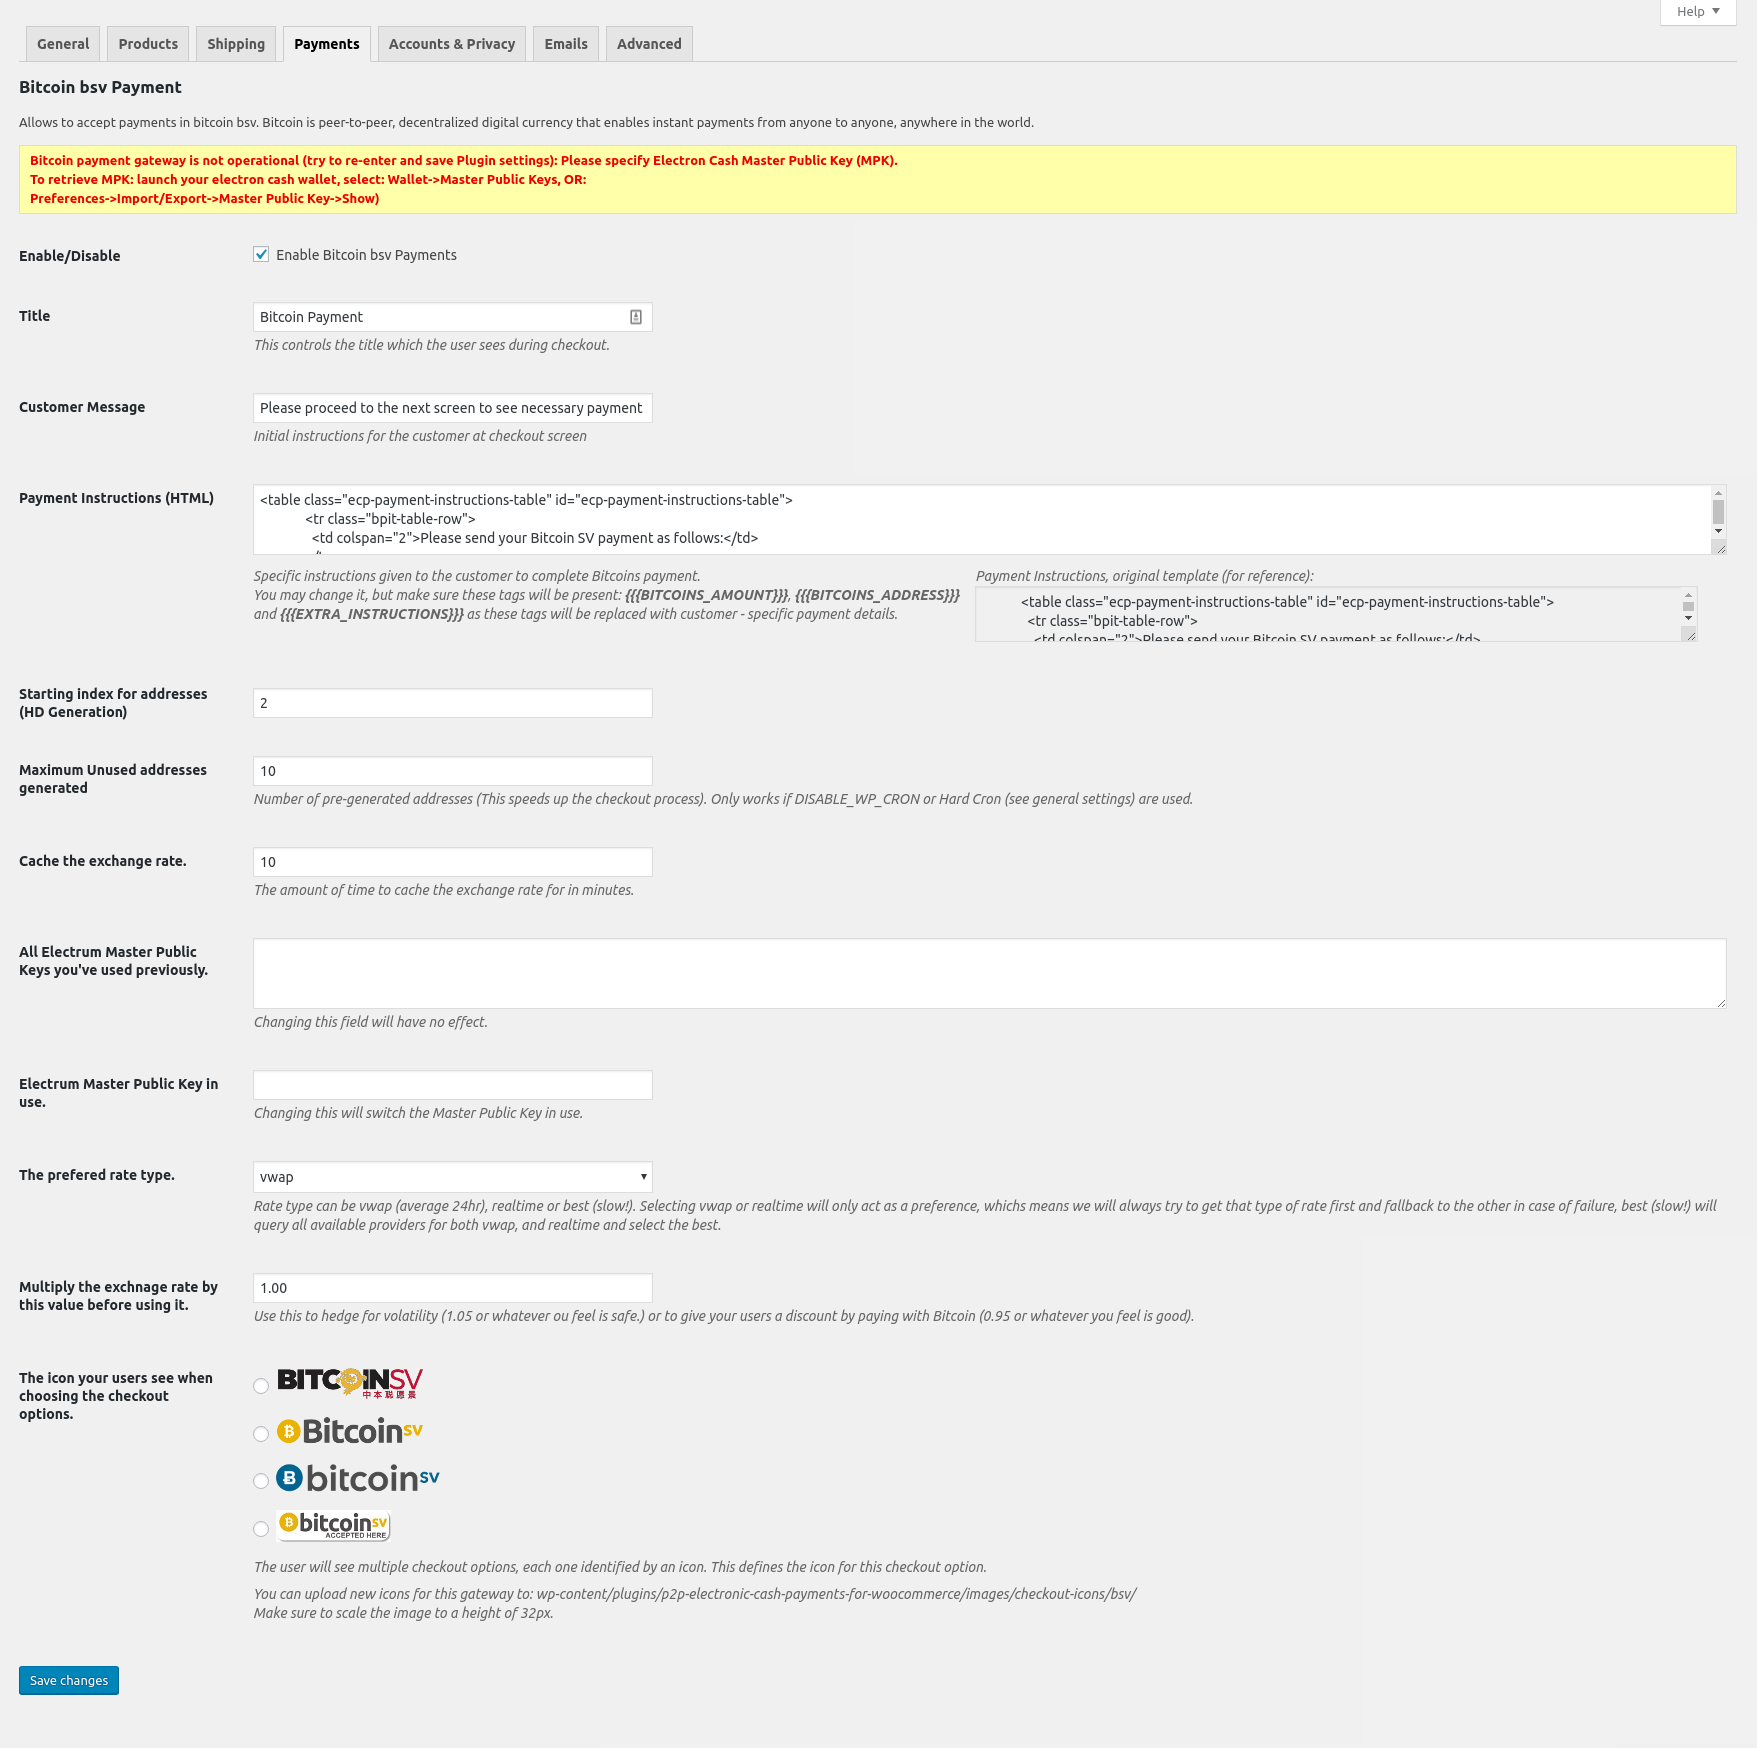 Help
General
Products
Shipping
Payments
Accounts & Privacy
Emails
Advanced
Bitcoin bsv Payment
Allows to accept payments in bitcoin bsv. Bitcoin is peer-to-peer, decentralized digital currency that enables instant payments from anyone to anyone, anywhere in the world.
Bitcoin payment gateway is not operational (try to re-enter and save Plugin settings): Please specify Electron Cash Master Public Key (MPK).
To retrieve MPK: launch your electron cash wallet, select: Wallet->Master Public Keys, OR:
Preferences->Import/Export->Master Public Key->Show)
Enable/Disable
Enable Bitcoin bsv Payments
Title
Bitcoin Payment
This controls the title which the user sees during checkout.
Customer Message
Please proceed to the next screen to see necessary payment
Initial instructions for the customer at checkout screen
Payment Instructions (HTML)
<table class="ecp-payment-instructions-table" id="ecp-payment-instructions-table">
<tr class="bpit-table-row">
<td colspan="2">Please send your Bitcoin SV payment as follows:</td>
Specific instructions given to the customer to complete Bitcoins payment.
You may change it, but make sure these tags will be present: {{{BITCOINS_AMOUNT}}}, {{{BITCOINS_ADDRESS}}}
and {{{EXTRA_INSTRUCTIONS}}} as these tags will be replaced with customer - specific payment details.
Payment Instructions, original template (for reference):
<table class="ecp-payment-instructions-table" id="ecp-payment-instructions-table">
<tr class="bpit-table-row">
<td colspan="2">Please send your Bitcoin SV payment as follows:</td>
Starting index for addresses
(HD Generation)
2
Maximum Unused addresses
generated
10
Number of pre-generated addresses (This speeds up the checkout process). Only works if DISABLE_WP_CRON or Hard Cron (see general settings) are used.
Cache the exchange rate.
10
The amount of time to cache the exchange rate for in minutes.
All Electrum Master Public
Keys you've used previously.
Changing this field will have no effect.
Electrum Master Public Key in
use.
Changing this will switch the Master Public Key in use.
The prefered rate type.
vwap
Rate type can be vwap (average 24hr), realtime or best (slow!). Selecting vwap or realtime will only act as a preference, whichs means we will always try to get that type of rate first and fallback to the other in case of failure, best (slow!) will
query all available providers for both vwap, and realtime and select the best.
Multiply the exchnage rate by
this value before using it.
1.00
Use this to hedge for volatility (1.05 or whatever ou feel is safe.) or to give your users a discount by paying with Bitcoin (0.95 or whatever you feel is good).
The icon your users see when
choosing the checkout
options.
BITCOINSV
中本聪愿景
BitcoinSV
bitcoinSV
bitcoinSV
ACCEPTED HERE
The user will see multiple checkout options, each one identified by an icon. This defines the icon for this checkout option.
You can upload new icons for this gateway to: wp-content/plugins/p2p-electronic-cash-payments-for-woocommerce/images/checkout-icons/bsv/
Make sure to scale the image to a height of 32px.
Save changes